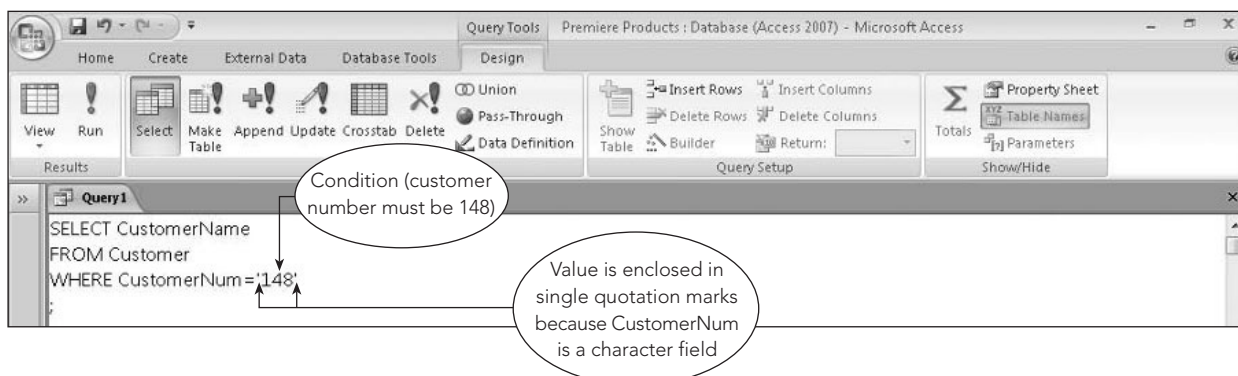 Query Tools
Premiere Products : Database (Access 2007) - Microsoft Access
Home Create External Data Database Tools Design
View
Run
Results
Select
Make Table
Append
Update
Crosstab
Delete
Union
Pass-Through
Data Definition
Show Table
Insert Rows
Delete Rows
Builder
Insert Columns
Delete Columns
Return:
Query Setup
Totals
Property Sheet
XYZ
Table Names
[?] Parameters
Show/Hide
Query1
SELECT CustomerName
FROM Customer
WHERE CustomerNum='148'
;
Condition (customer
number must be 148)
Value is enclosed in
single quotation marks
because CustomerNum
is a character field